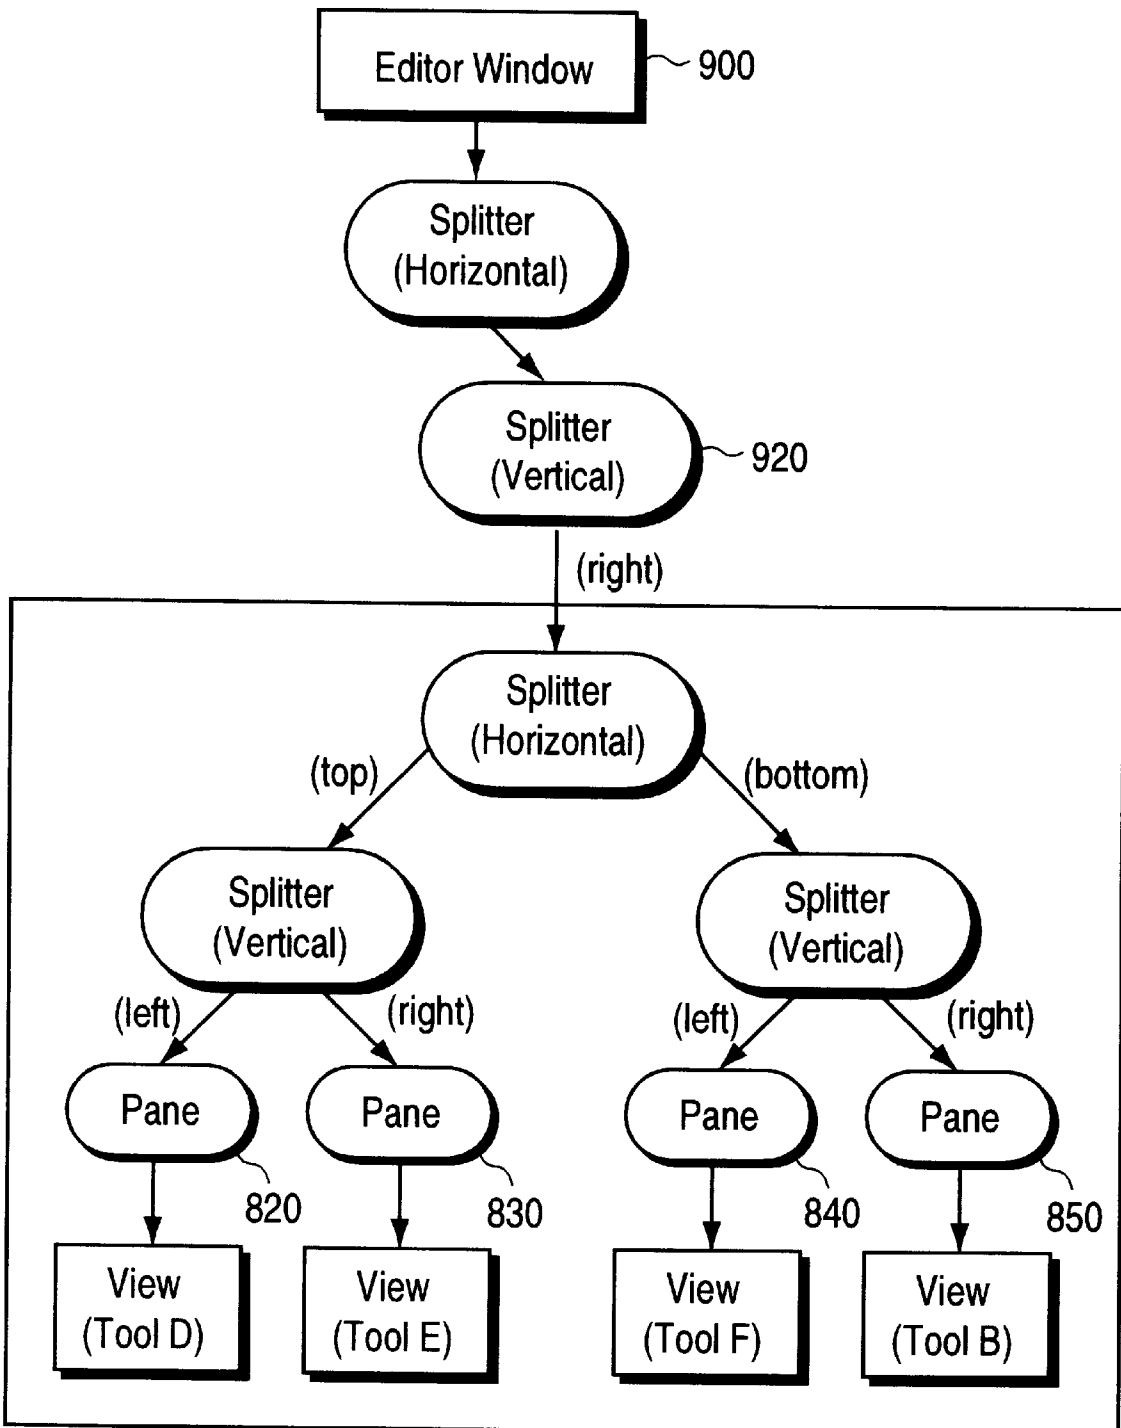 Editor Window
900
Splitter
(Horizontal)
Splitter
(Vertical)
920
(right)
Splitter
(Horizontal)
(top)
(bottom)
Splitter
(Vertical)
Splitter
(Vertical)
(left)
(right)
(left)
(right)
Pane
Pane
Pane
Pane
820
830
840
850
View
(Tool D)
View
(Tool E)
View
(Tool F)
View
(Tool B)